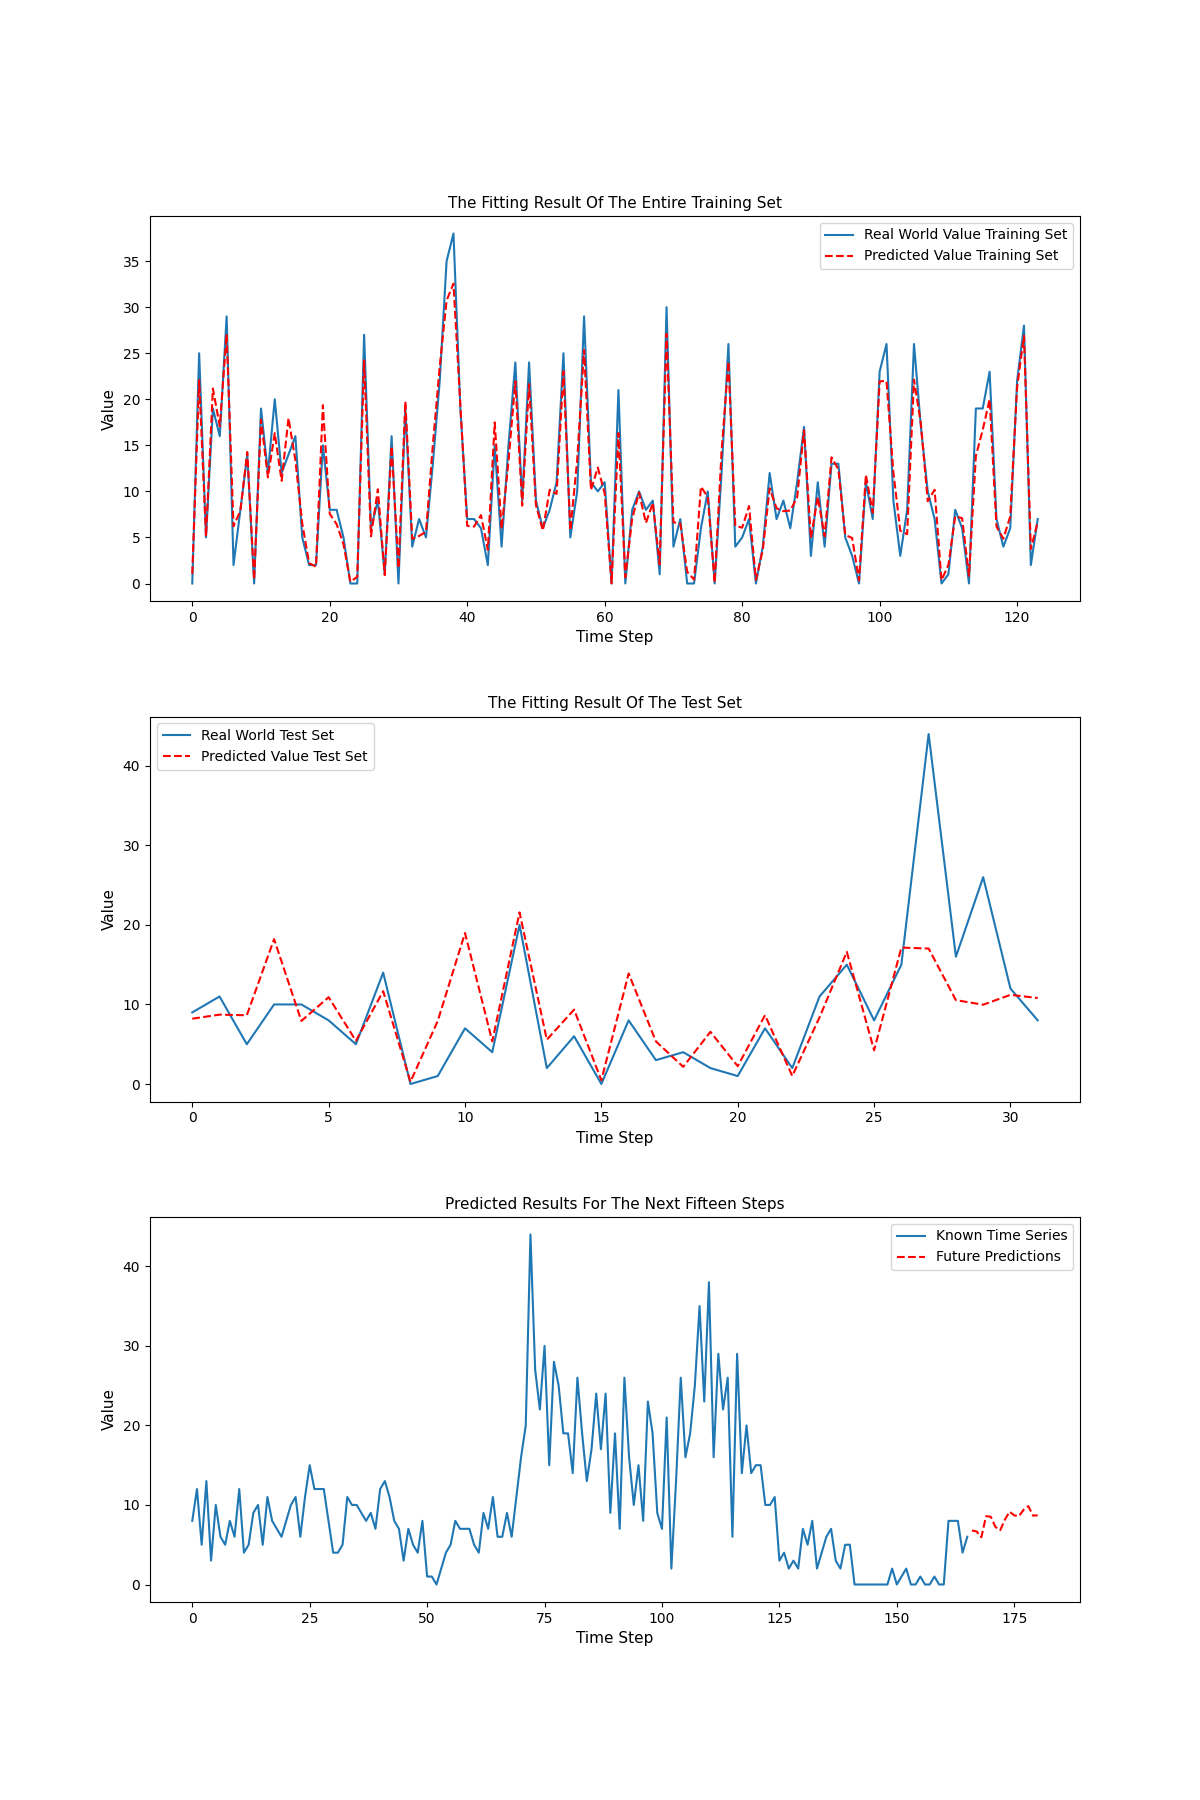 The Fitting Result Of The Entire Training Set
Real World Value Training Set
Predicted Value Training Set
Value
35
30
25
20
15
10
5
0
0 20 40 60 80 100 120
Time Step
The Fitting Result Of The Test Set
Real World Test Set
Predicted Value Test Set
Value
40
30
20
10
0
0 5 10 15 20 25 30
Time Step
Predicted Results For The Next Fifteen Steps
Known Time Series
Future Predictions
Value
40
30
20
10
0
0 25 50 75 100 125 150 175
Time Step